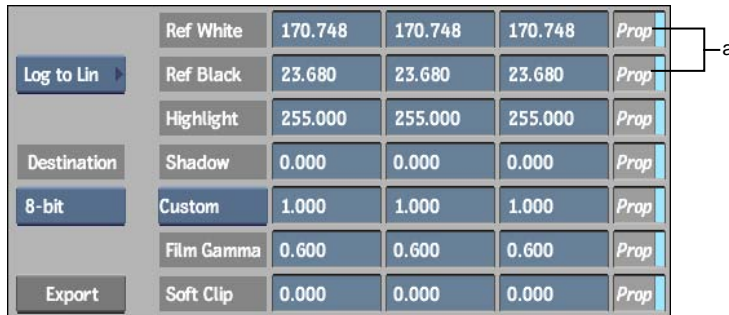 Ref White 170.748 170.748 170.748 Prop
a
Log to Lin Ref Black 23.680 23.680 23.680 Prop
Highlight 255.000 255.000 255.000 Prop
Destination Shadow 0.000 0.000 0.000 Prop
8-bit Custom 1.000 1.000 1.000 Prop
Film Gamma 0.600 0.600 0.600 Prop
Export Soft Clip 0.000 0.000 0.000 Prop